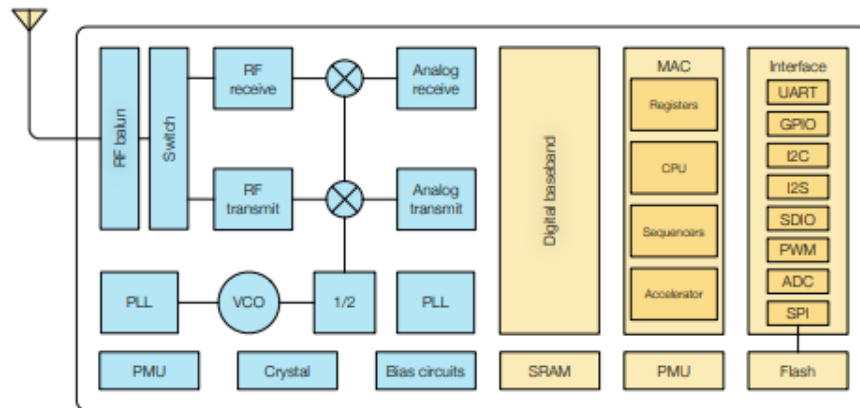 RF balun
Switch
RF
receive
Analog
receive
RF
transmit
Analog
transmit
PLL
VCO
1/2
PLL
PMU
Crystal
Bias circuits
Digital baseband
SRAM
MAC
Registers
CPU
Sequencers
Accelerator
PMU
Interface
UART
GPIO
I2C
I2S
SDIO
PWM
ADC
SPI
Flash